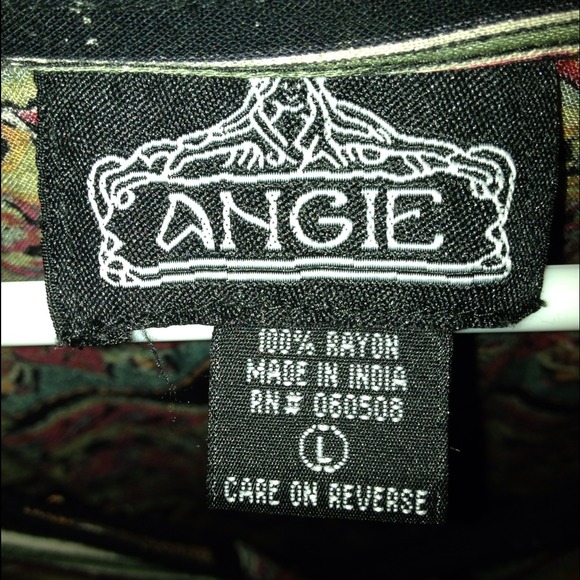 ANGIE
100% RAYON
MADE IN INDIA
RN# 060508
L
CARE ON REVERSE